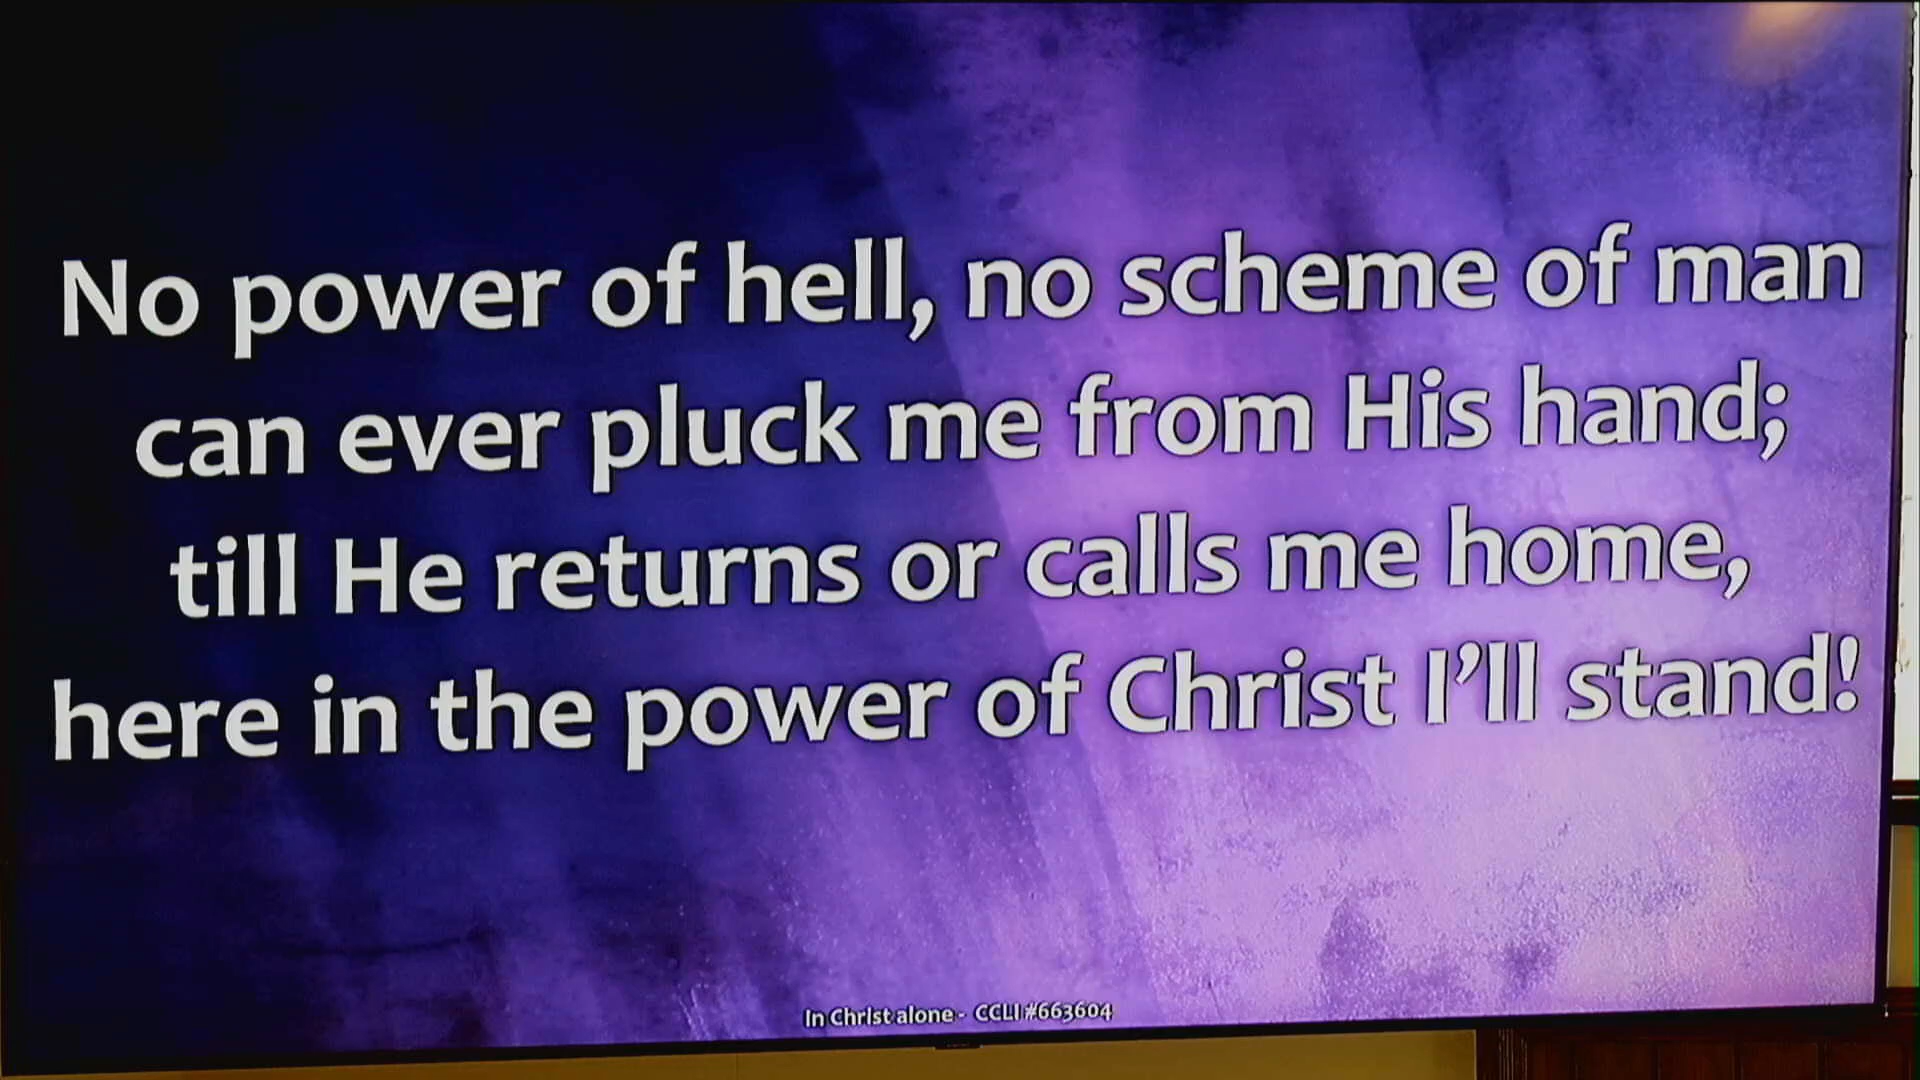 No power of hell, no scheme of man
can ever pluck me from His hand;
till He returns or calls me home,
here in the power of Christ I’ll stand!
In Christ alone - CCLI #663604